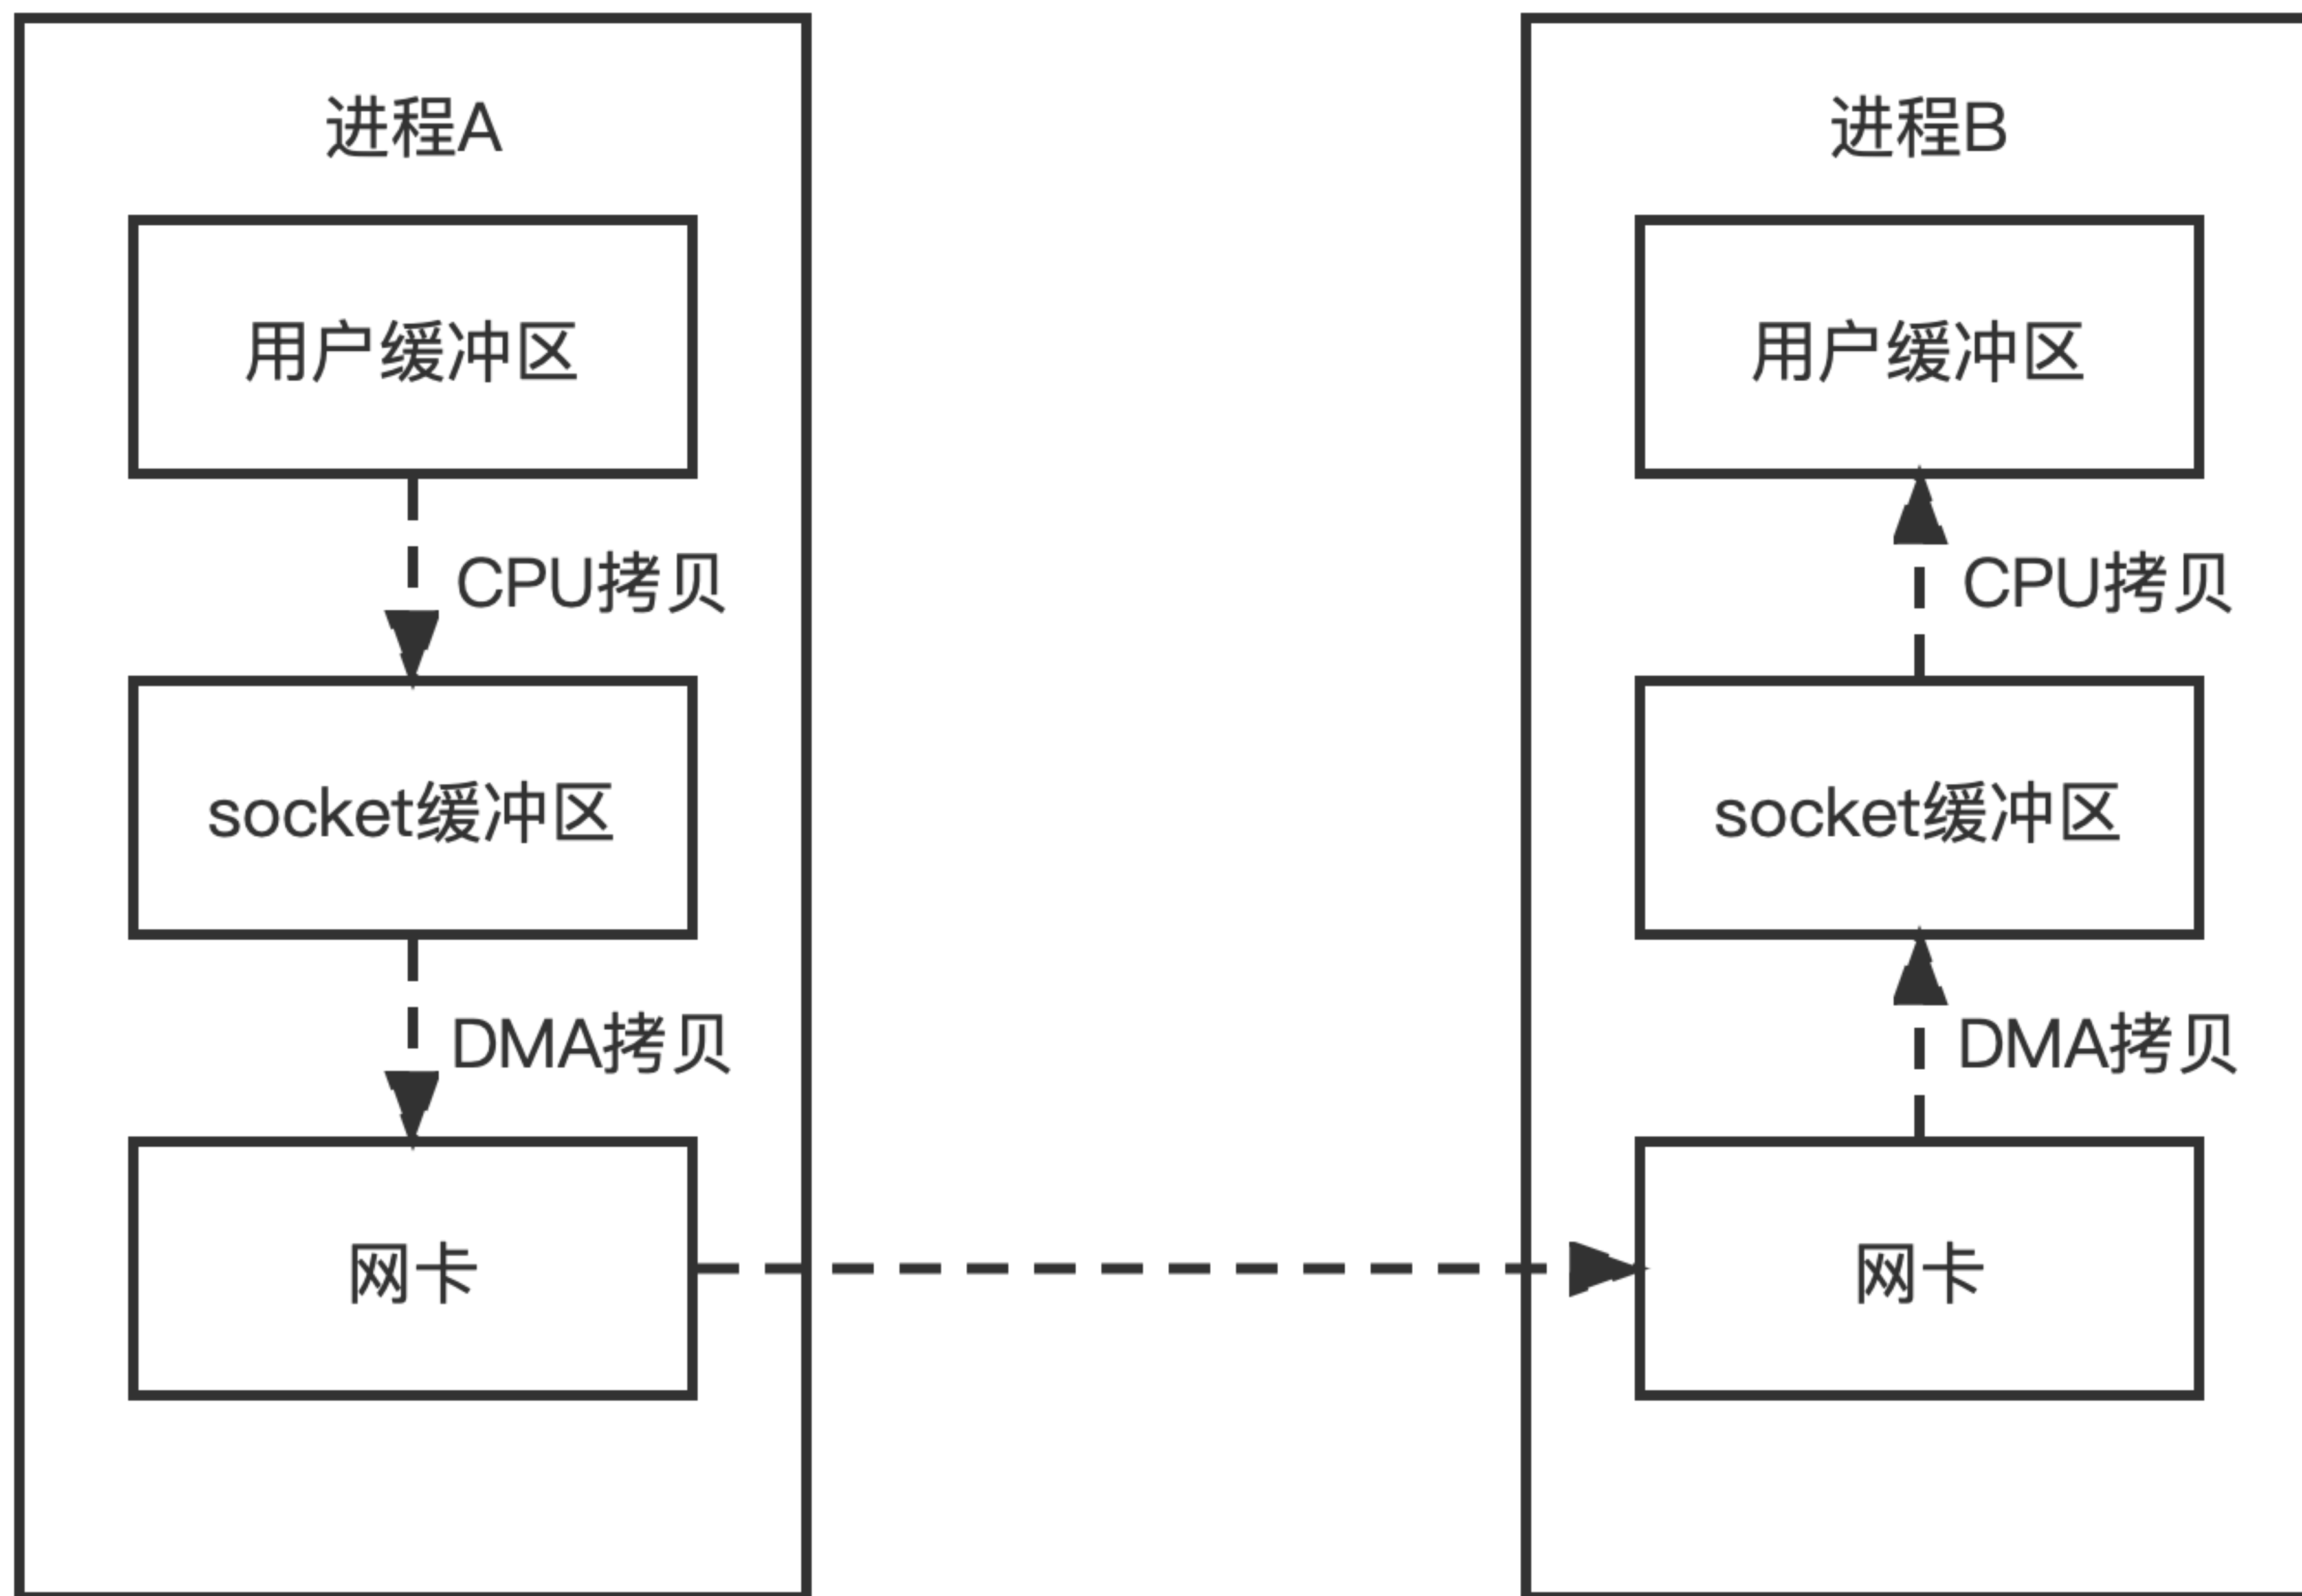 进程A
用户缓冲区
CPU拷贝
socket缓冲区
DMA拷贝
网卡
进程B
用户缓冲区
CPU拷贝
socket缓冲区
DMA拷贝
网卡